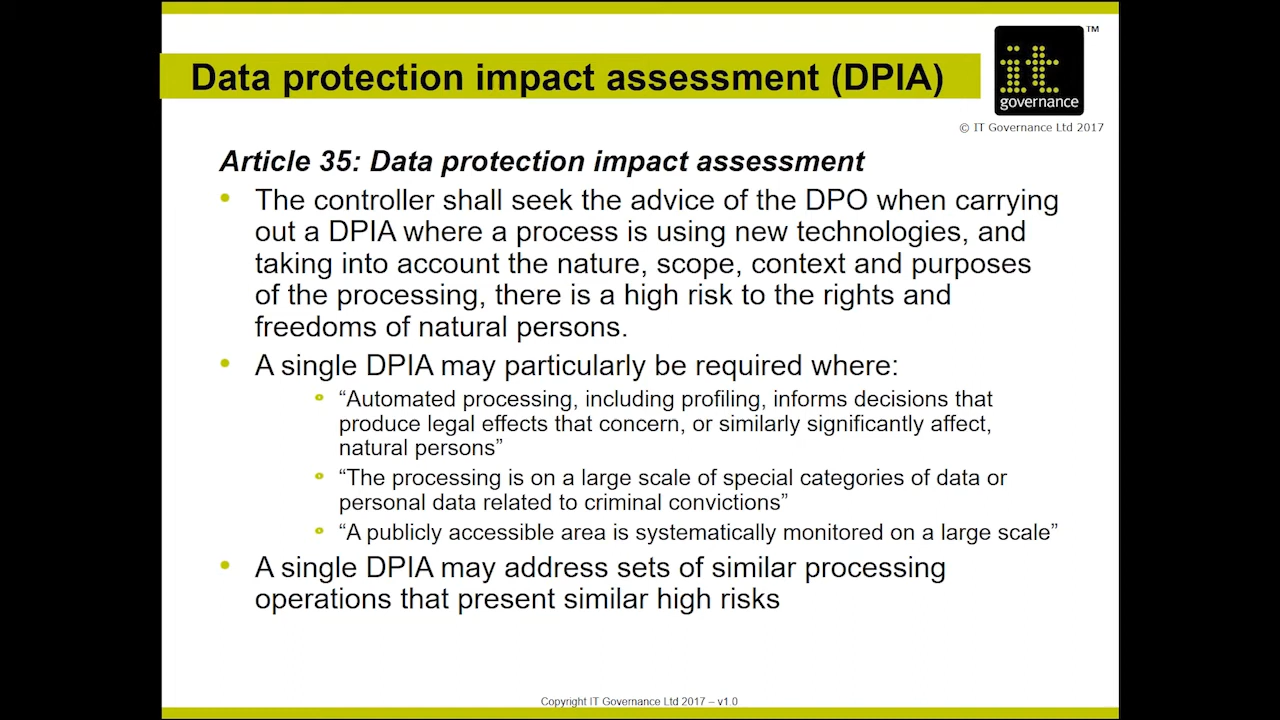 Data protection impact assessment (DPIA)
it
governance
TM
© IT Governance Ltd 2017
Article 35: Data protection impact assessment
• The controller shall seek the advice of the DPO when carrying
out a DPIA where a process is using new technologies, and
taking into account the nature, scope, context and purposes
of the processing, there is a high risk to the rights and
freedoms of natural persons.
• A single DPIA may particularly be required where:
“Automated processing, including profiling, informs decisions that
produce legal effects that concern, or similarly significantly affect,
natural persons”
“The processing is on a large scale of special categories of data or
personal data related to criminal convictions”
“A publicly accessible area is systematically monitored on a large scale”
• A single DPIA may address sets of similar processing
operations that present similar high risks
Copyright IT Governance Ltd 2017 – v1.0